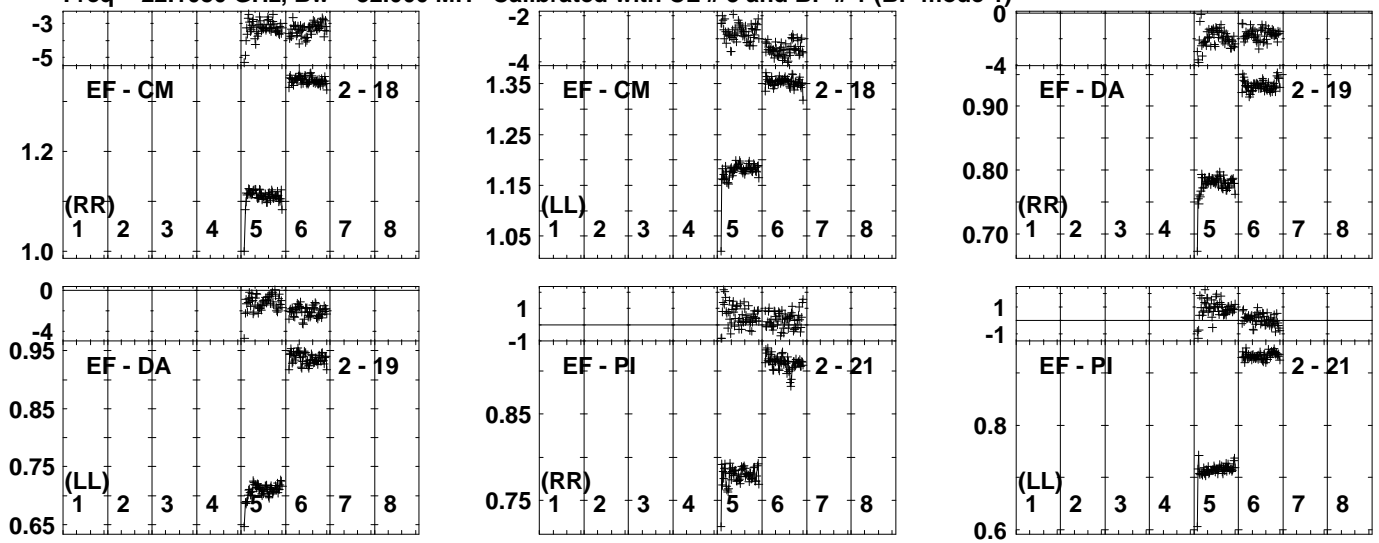 -3
-5
EF - CM 2 - 18
1.2
1.0
(RR)
1 2 3 4 5 6 7 8
-2
-4
1.35
EF - CM 2 - 18
1.25
1.15
1.05
(LL)
1 2 3 4 5 6 7 8
0
-4
EF - DA 2 - 19
0.90
0.80
0.70
(RR)
1 2 3 4 5 6 7 8
0
-4
0.95
EF - DA 2 - 19
0.85
0.75
0.65
(LL)
1 2 3 4 5 6 7 8
1
-1
EF - PI 2 - 21
0.85
0.75
(RR)
1 2 3 4 5 6 7 8
1
-1
EF - PI 2 - 21
0.8
0.6
(LL)
1 2 3 4 5 6 7 8